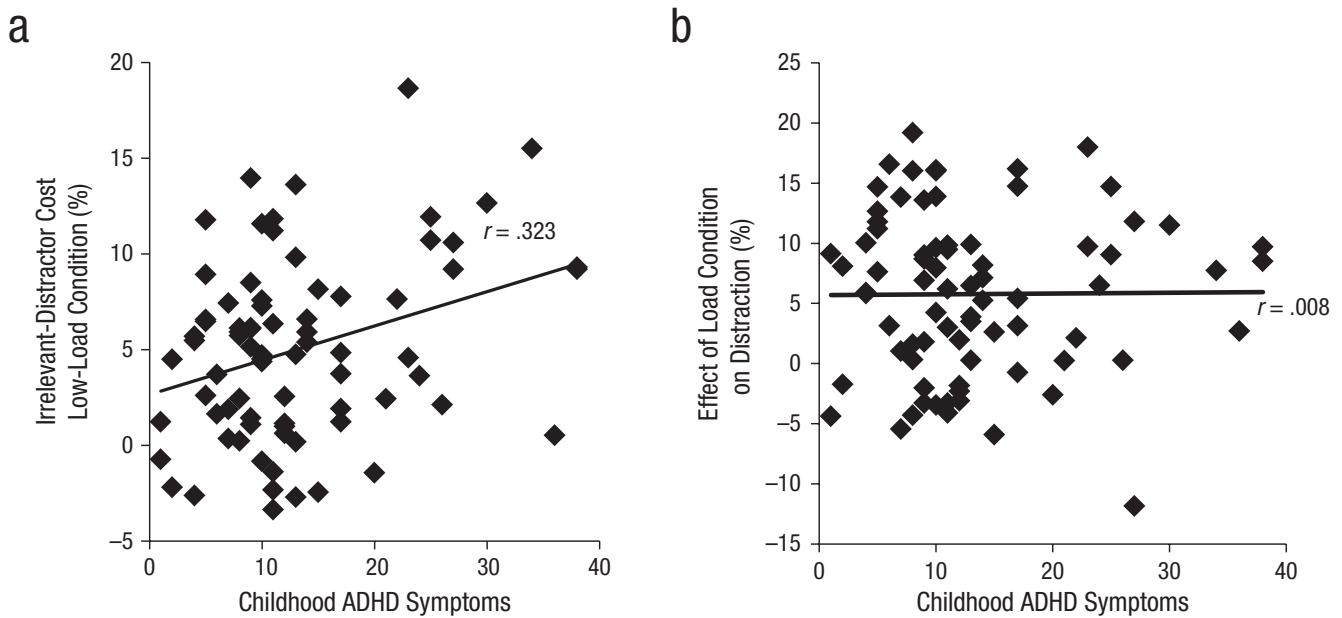 a
Irrelevant-Distractor Cost
Low-Load Condition (%)
20
15
10
5
0
–5
r = .323
0 10 20 30 40
Childhood ADHD Symptoms
b
Effect of Load Condition
on Distraction (%)
25
20
15
10
5
0
–5
–10
–15
r = .008
0 10 20 30 40
Childhood ADHD Symptoms